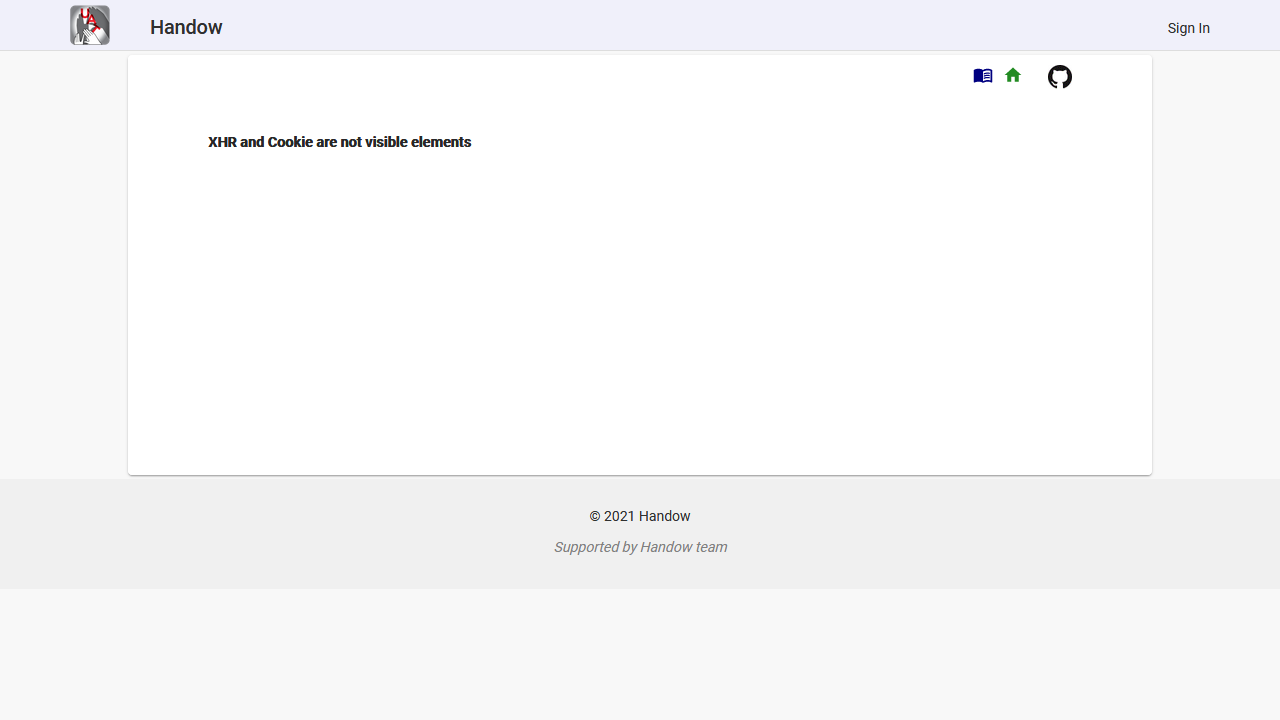 Handow
Sign In
XHR and Cookie are not visible elements
© 2021 Handow
Supported by Handow team